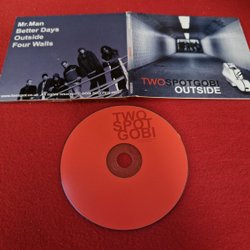 Mr.Man
Better Days
Outside
Four Walls
TWOSPOTGOBI
OUTSIDE
TWO
SPOT
GOBI